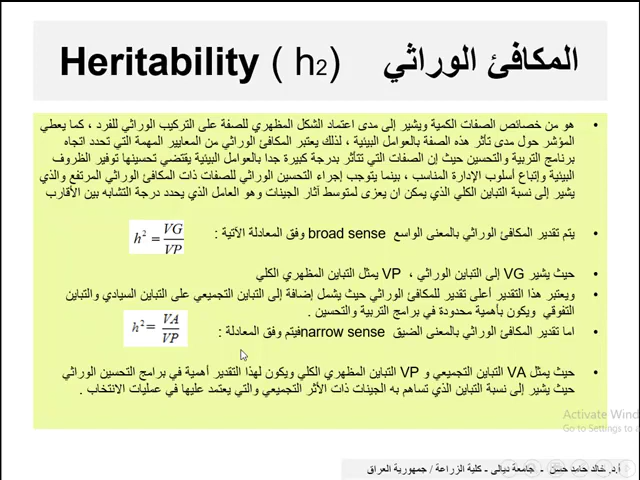 المكافئ الوراثي Heritability ( h2)
• هو من خصائص الصفات الكمية ويشير إلى مدى اعتماد الشكل المظهري للصفة على التركيب الوراثي للفرد ، كما يعطي
المؤشر حول مدى تأثر هذه الصفة بالعوامل البيئية ، لذلك يعتبر المكافئ الوراثي من المعايير المهمة التي تحدد اتجاه
برنامج التربية والتحسين حيث إن الصفات التي تتأثر بدرجة كبيرة جدا بالعوامل البيئية يقتضي تحسينها توفير الظروف
البيئية وإتباع أسلوب الإدارة المناسب ، بينما يتوجب إجراء التحسين الوراثي للصفات ذات المكافئ الوراثي المرتفع والذي
يشير إلى نسبة التباين الكلي الذي يمكن ان يعزى لمتوسط آثار الجينات وهو العامل الذي يحدد درجة التشابه بين الأقارب
• يتم تقدير المكافئ الوراثي بالمعنى الواسع broad sense وفق المعادلة الآتية :
h² = VG / VP
• حيث يشير VG إلى التباين الوراثي ، VP يمثل التباين المظهري الكلي
• ويعتبر هذا التقدير أعلى تقدير للمكافئ الوراثي حيث يشمل إضافة إلى التباين التجميعي على التباين السيادي والتباين
التفوقي ويكون بأهمية محدودة في برامج التربية والتحسين .
• اما تقدير المكافئ الوراثي بالمعنى الضيق narrow sense فيتم وفق المعادلة :
h² = VA / VP
• حيث يمثل VA التباين التجميعي و VP التباين المظهري الكلي ويكون لهذا التقدير أهمية في برامج التحسين الوراثي
حيث يشير إلى نسبة التباين الذي تساهم به الجينات ذات الأثر التجميعي والتي يعتمد عليها في عمليات الانتخاب .
Activate Wind
Go to Settings to a
أ.د. خالد حامد حسن - جامعة ديالى - كلية الزراعة / جمهورية العراق